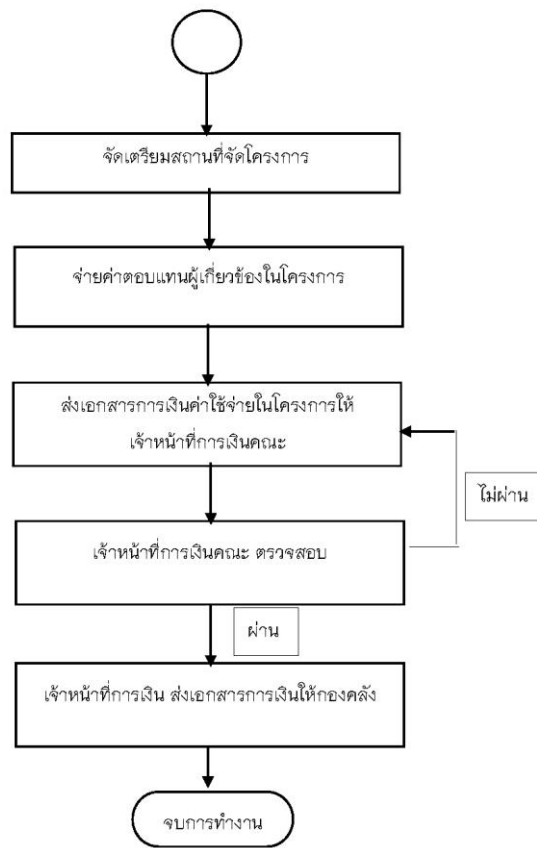 จัดเตรียมสถานที่จัดโครงการ
จ่ายค่าตอบแทนผู้เกี่ยวข้องในโครงการ
ส่งเอกสารการเงินค่าใช้จ่ายในโครงการให้
เจ้าหน้าที่การเงินคณะ
ไม่ผ่าน
เจ้าหน้าที่การเงินคณะ ตรวจสอบ
ผ่าน
เจ้าหน้าที่การเงิน ส่งเอกสารการเงินให้กองคลัง
จบการทำงาน